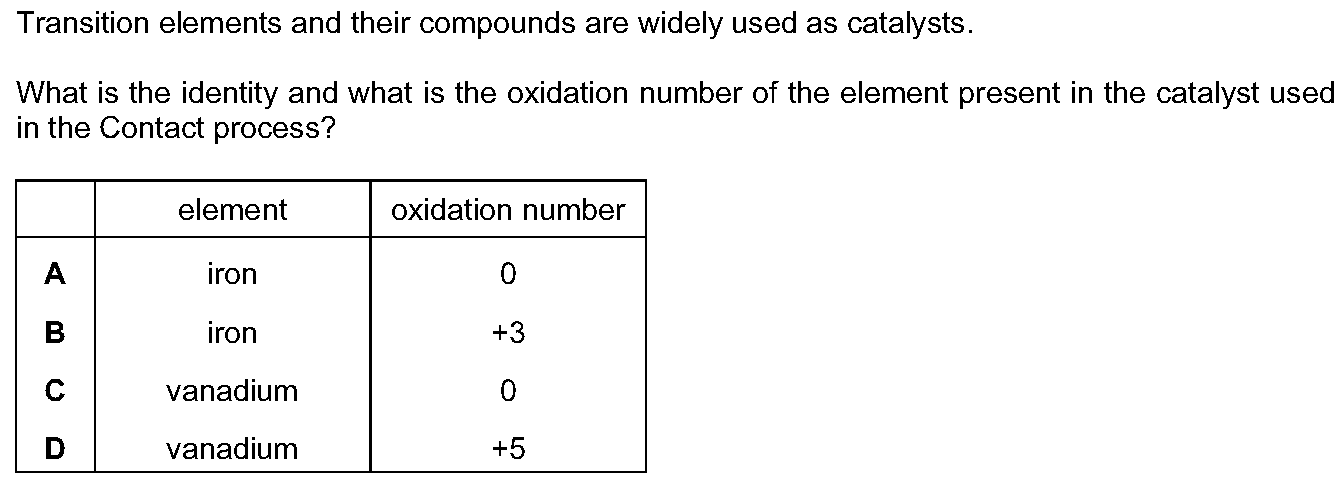 Transition elements and their compounds are widely used as catalysts.
What is the identity and what is the oxidation number of the element present in the catalyst used
in the Contact process?
element oxidation number
A iron 0
B iron +3
C vanadium 0
D vanadium +5